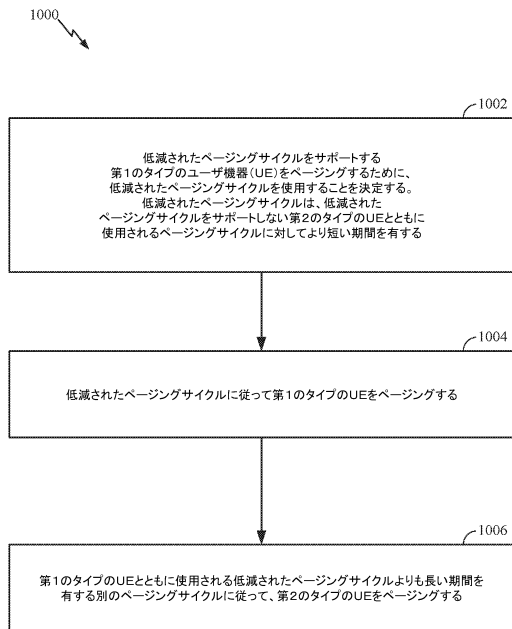 1000
1002
低減されたページングサイクルをサポートする
第1のタイプのユーザ機器(UE)をページングするために、
低減されたページングサイクルを使用することを決定する。
低減されたページングサイクルは、低減された
ページングサイクルをサポートしない第2のタイプのUEとともに
使用されるページングサイクルに対してより短い期間を有する
1004
低減されたページングサイクルに従って第1のタイプのUEをページングする
1006
第1のタイプのUEとともに使用される低減されたページングサイクルよりも長い期間を
有する別のページングサイクルに従って、第2のタイプのUEをページングする